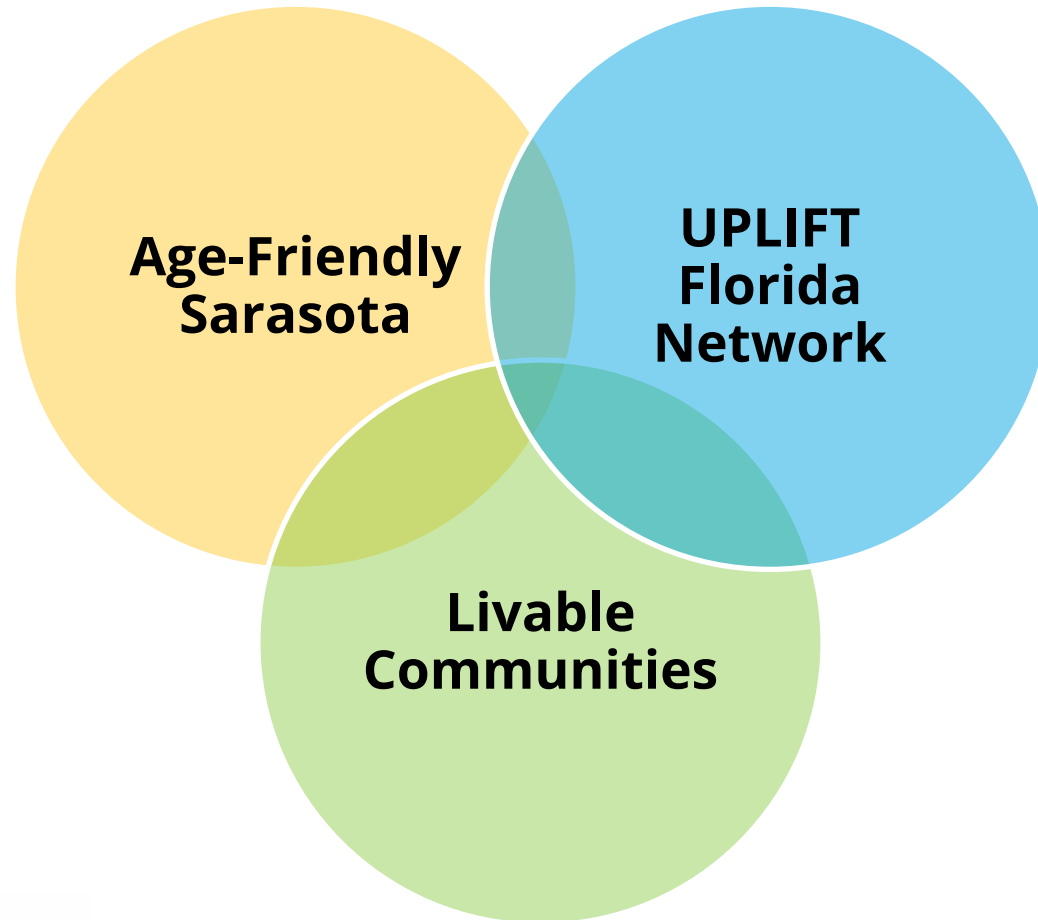 Age-Friendly
Sarasota
UPLIFT
Florida
Network
Livable
Communities